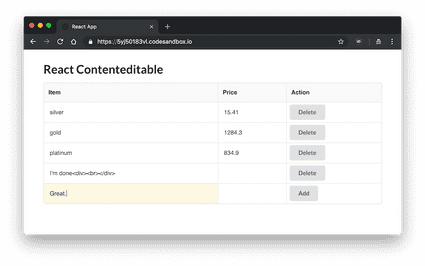 React App
https://5yj50183vl.codesandbox.io
React Contenteditable
Item Price Action
silver 15.41 Delete
gold 1284.3 Delete
platinum 834.9 Delete
I'm done<div><br></div> Delete
Great. Add